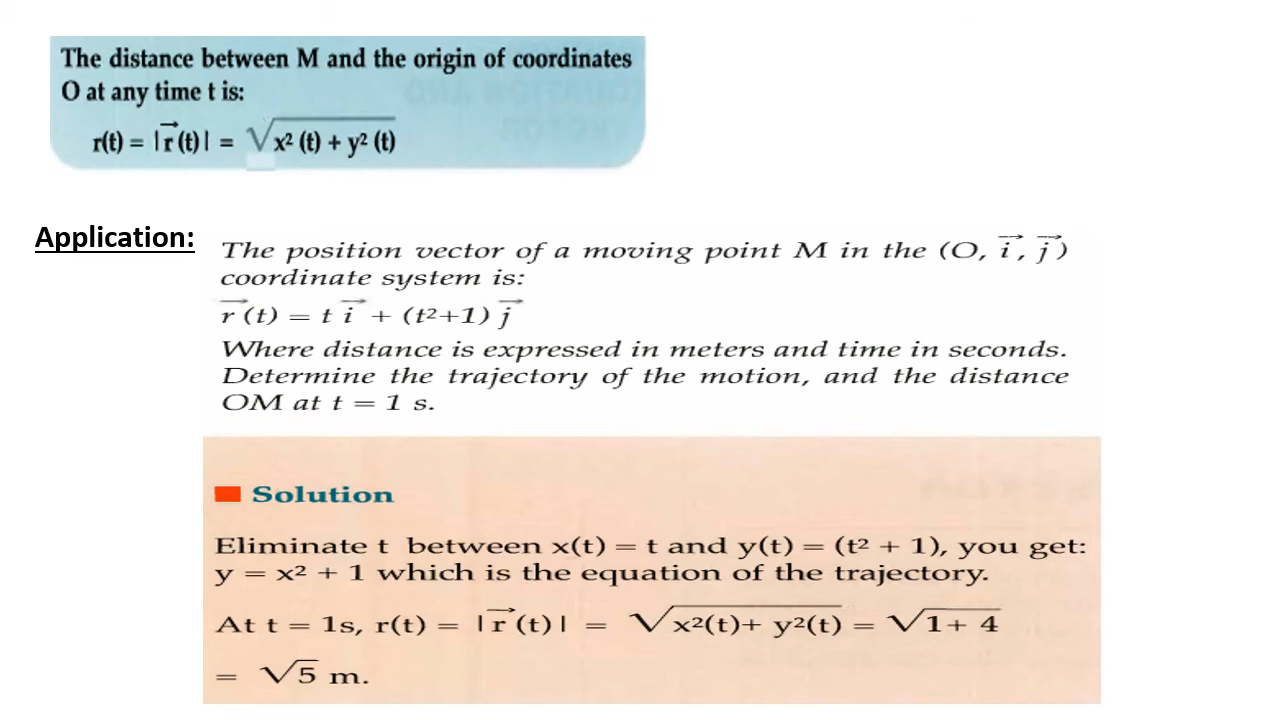 The distance between M and the origin of coordinates
O at any time t is:
r(t) = |r⃗(t)| = √x² (t) + y² (t)
Application:
The position vector of a moving point M in the (O, i⃗, j⃗)
coordinate system is:
r⃗(t) = t i⃗ + (t²+1) j⃗
Where distance is expressed in meters and time in seconds.
Determine the trajectory of the motion, and the distance
OM at t = 1 s.
Solution
Eliminate t between x(t) = t and y(t) = (t² + 1), you get:
y = x² + 1 which is the equation of the trajectory.
At t = 1s, r(t) = |r⃗(t)| = √x²(t)+ y²(t) = √1+ 4
= √5 m.